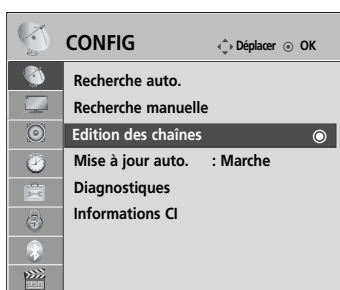 CONFIG
Déplacer OK
Recherche auto.
Recherche manuelle
Edition des chaînes
Mise à jour auto. : Marche
Diagnostiques
Informations CI